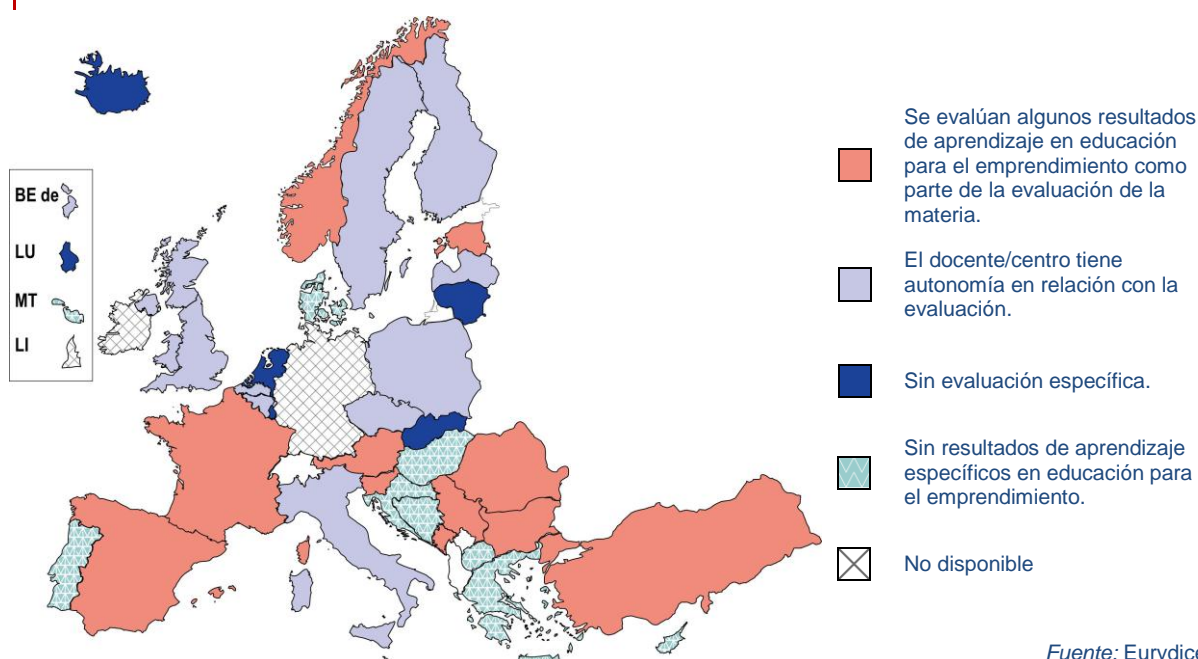 BE de
LU
MT
LI
Se evalúan algunos resultados
de aprendizaje en educación
para el emprendimiento como
parte de la evaluación de la
materia.
El docente/centro tiene
autonomía en relación con la
evaluación.
Sin evaluación específica.
Sin resultados de aprendizaje
específicos en educación para
el emprendimiento.
No disponible
Fuente: Eurydice